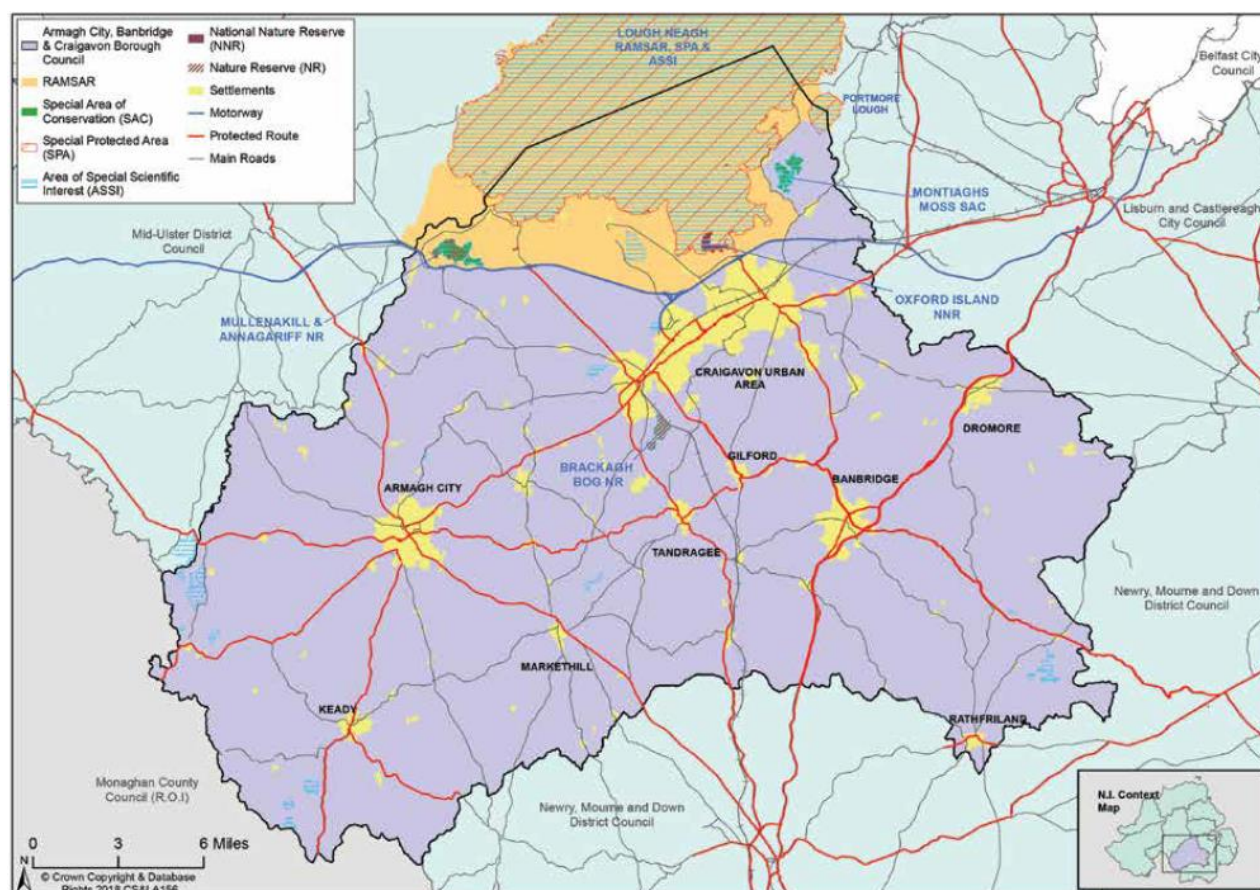 Armagh City, Banbridge
& Craigavon Borough
Council
RAMSAR
Special Area of
Conservation (SAC)
Special Protected Area
(SPA)
Area of Special Scientific
Interest (ASSI)
National Nature Reserve
(NNR)
Nature Reserve (NR)
Settlements
Motorway
Protected Route
Main Roads
LOUGH NEAGH
RAMSAR, SPA &
ASSI
Belfast City
Council
PORTMORE
LOUGH
MONTIAGHS
MOSS SAC
Lisburn and Castlereagh
City Council
Mid-Ulster District
Council
OXFORD ISLAND
NNR
MULLENAKILL &
ANNAGARIFF NR
CRAIGAVON URBAN
AREA
DROMORE
BRACKAGH
BOG NR
GILFORD
BANBRIDGE
ARMAGH CITY
TANDRAGEE
Newry, Mourne and Down
District Council
MARKETHILL
KEADY
RATHFRILAND
Monaghan County
Council (R.O.I)
Newry, Mourne and Down
District Council
N.I. Context
Map
0 3 6 Miles
N
© Crown Copyright & Database
Rights 2018 CS&LA156